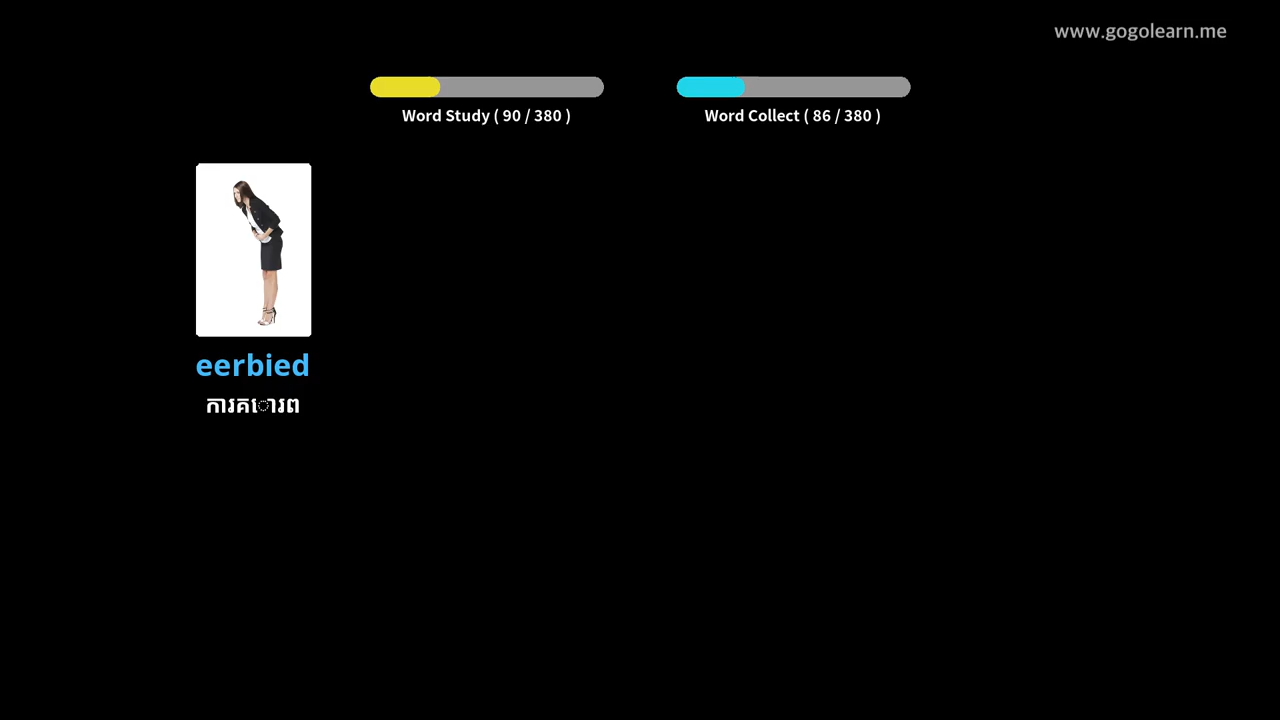 www.gogolearn.me
Word Study ( 90 / 380 )
Word Collect ( 86 / 380 )
eerbied
ការគោរព